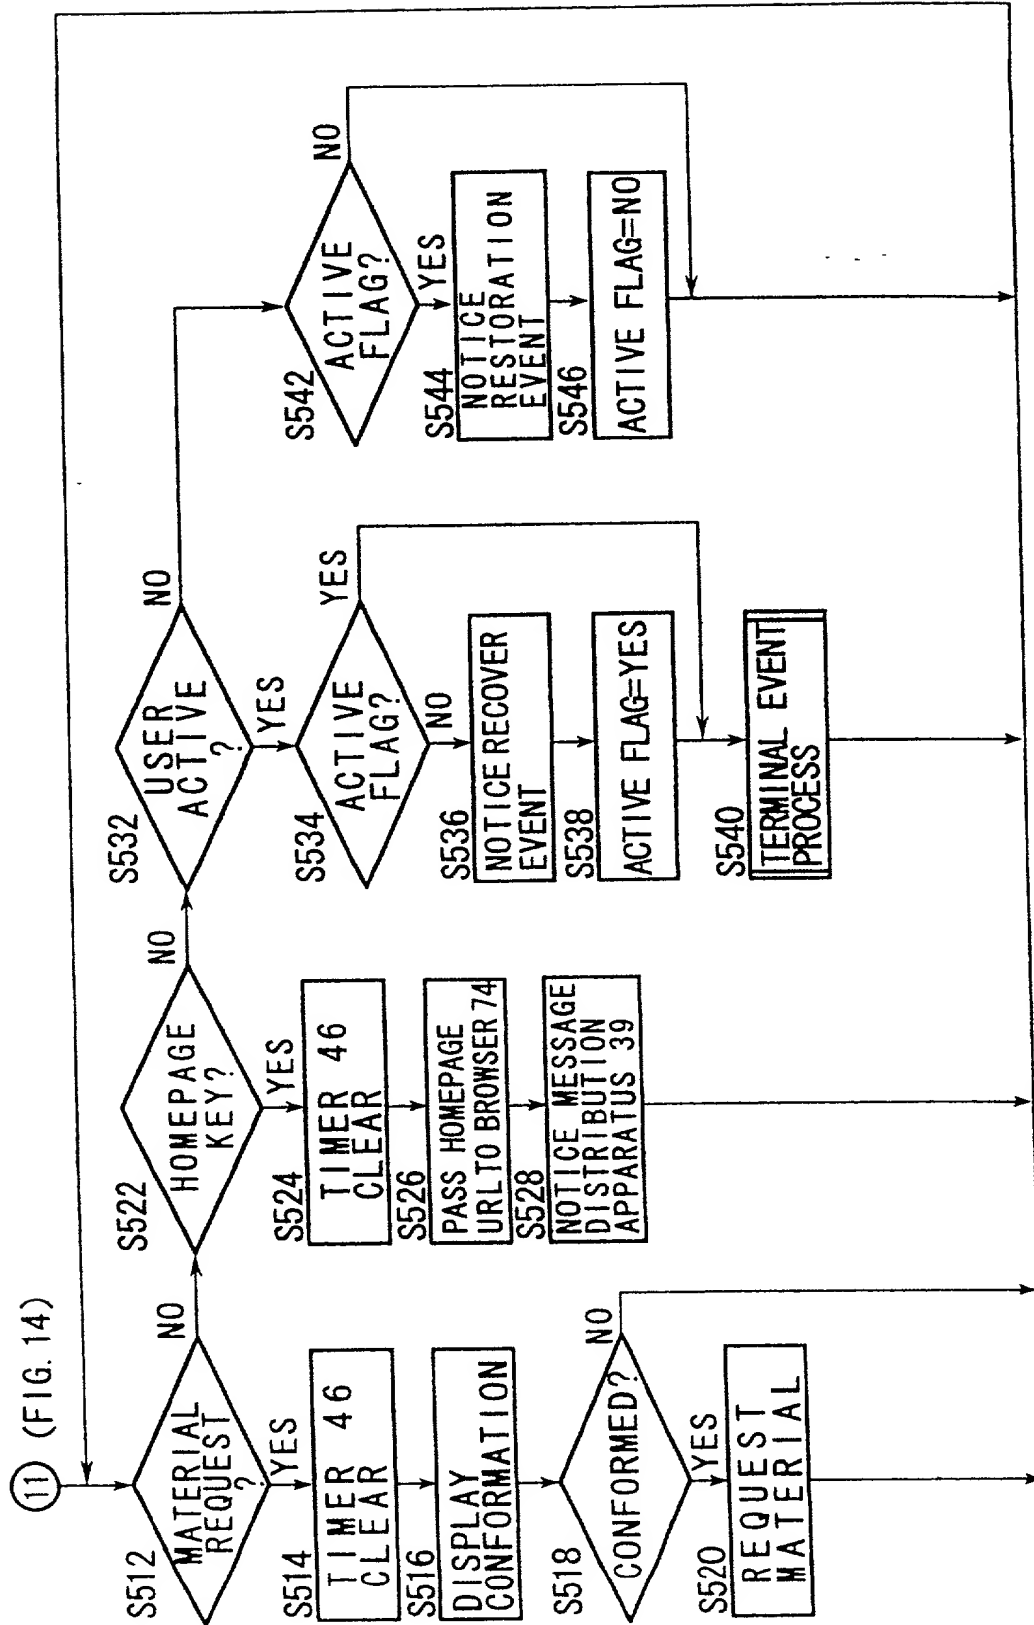 11 (FIG. 14)
S512
MATERIAL
REQUEST
?
NO
YES
S514
TIMER 46
CLEAR
S516
DISPLAY
CONFORMATION
S518
CONFORMED?
NO
YES
S520
REQUEST
MATERIAL
S522
HOMEPAGE
KEY?
NO
YES
S524
TIMER 46
CLEAR
S526
PASS HOMEPAGE
URL TO BROWSER 74
S528
NOTICE MESSAGE
DISTRIBUTION
APPARATUS 39
S532
USER
ACTIVE
?
NO
YES
S534
ACTIVE
FLAG?
YES
NO
S536
NOTICE RECOVER
EVENT
S538
ACTIVE FLAG=YES
S540
TERMINAL EVENT
PROCESS
S542
ACTIVE
FLAG?
NO
YES
S544
NOTICE
RESTORATION
EVENT
S546
ACTIVE FLAG=NO